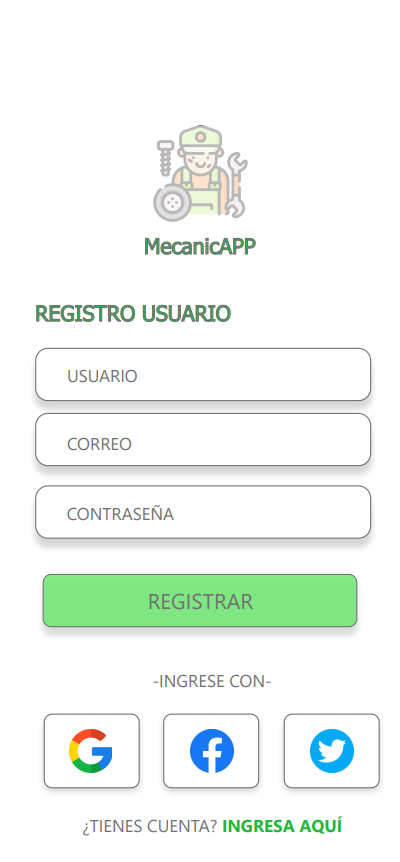 MecanicAPP
REGISTRO USUARIO
USUARIO
CORREO
CONTRASEÑA
REGISTRAR
-INGRESE CON-
¿TIENES CUENTA? INGRESA AQUÍ